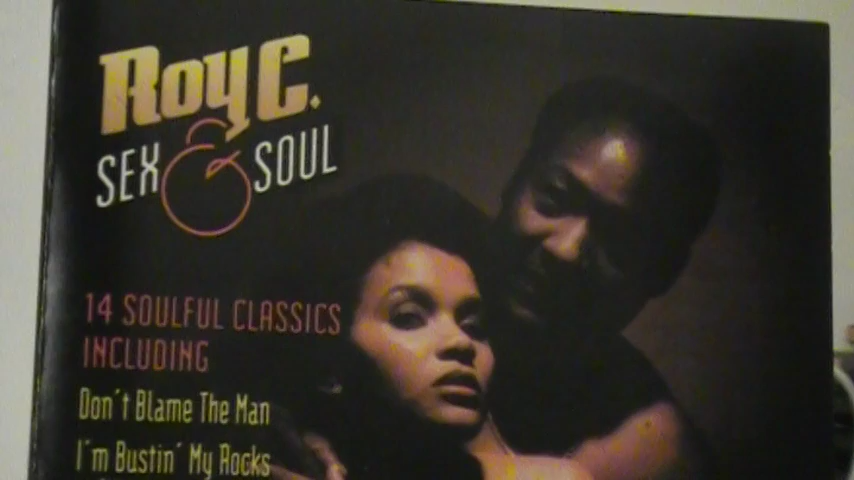 Roy C.
SEX & SOUL
14 SOULFUL CLASSICS
INCLUDING
Don't Blame The Man
I'm Bustin' My Rocks